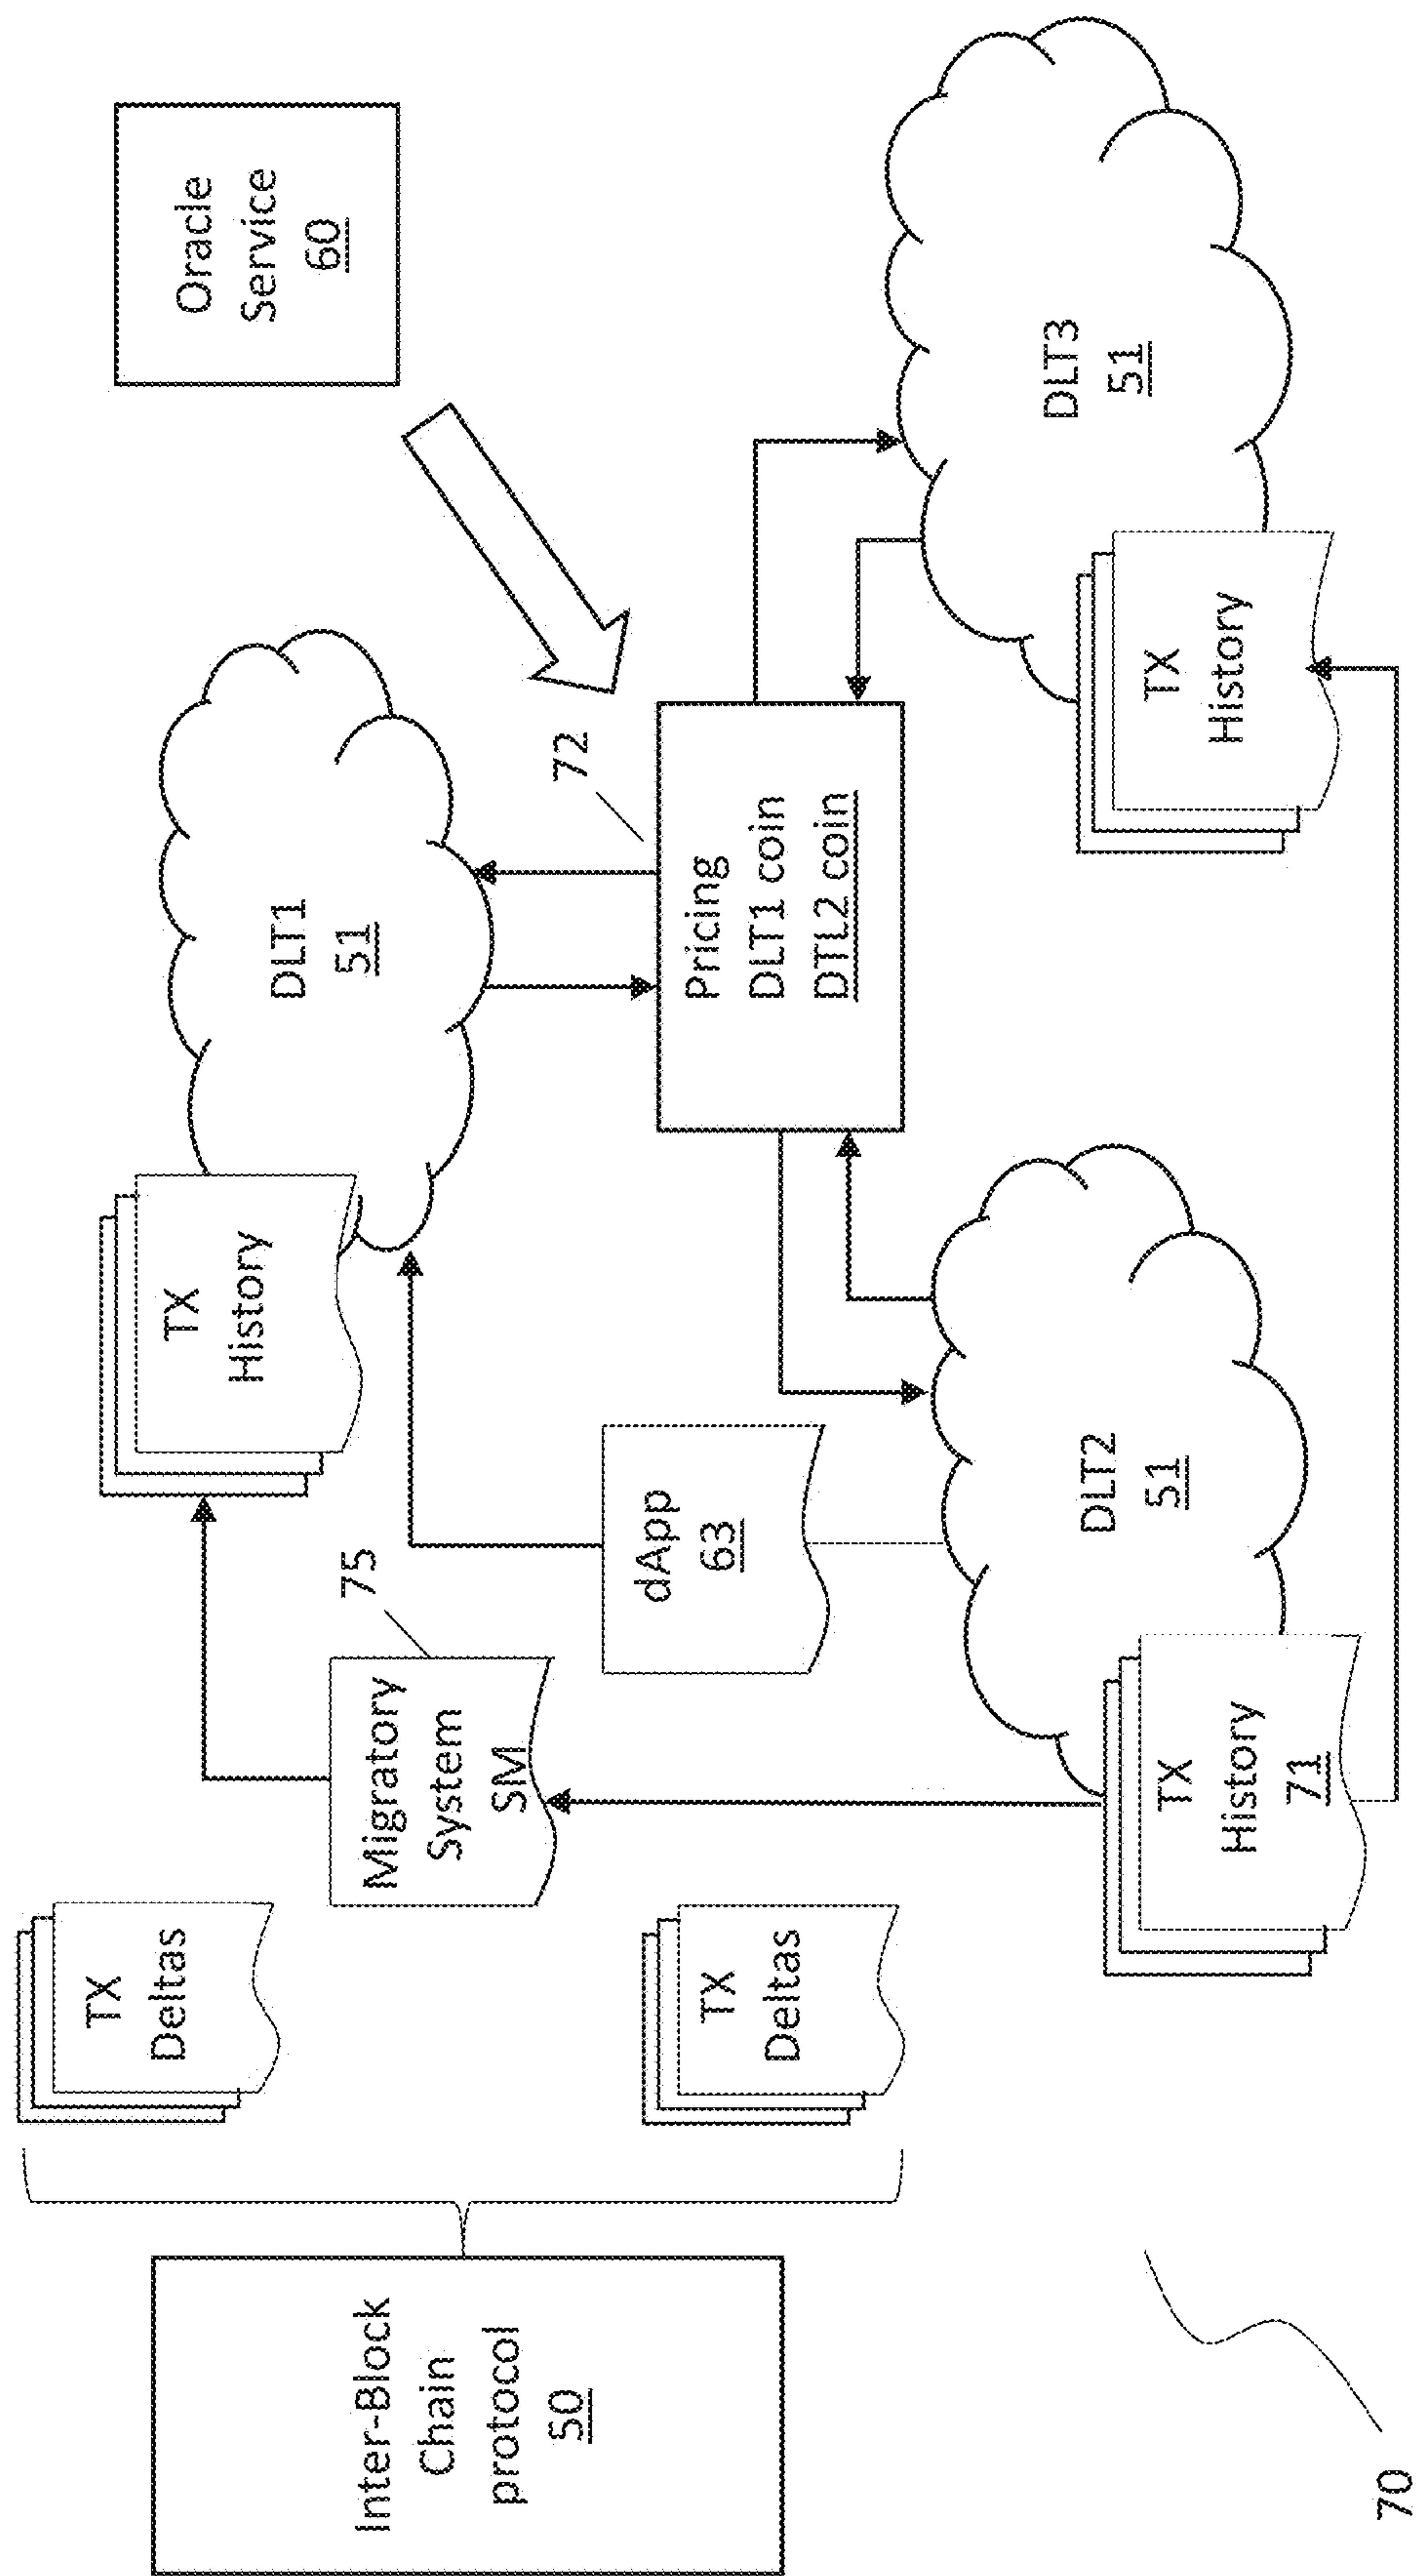 Inter-Block
Chain
protocol
50
TX
Deltas
TX
Deltas
Migratory
System
SM
75
TX
History
DLT1
51
Oracle
Service
60
dApp
63
72
Pricing
DLT1 coin
DTL2 coin
TX
History
71
DLT2
51
TX
History
DLT3
51
70